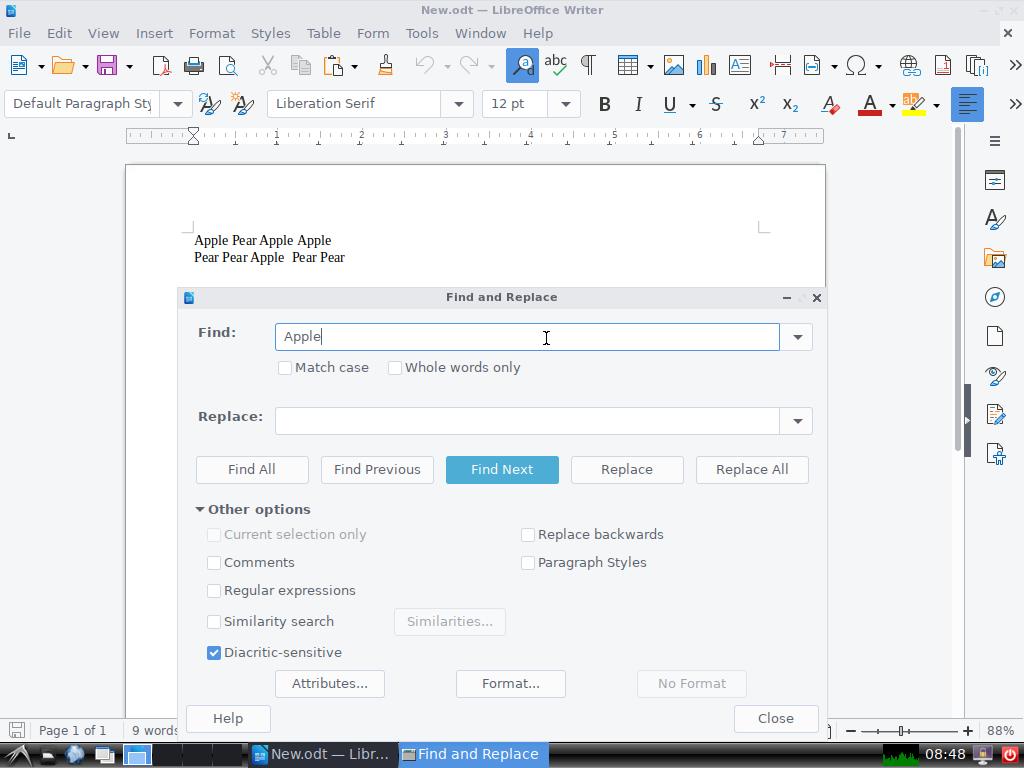 New.odt — LibreOffice Writer
File Edit View Insert Format Styles Table Form Tools Window Help
Default Paragraph Sty Liberation Serif 12 pt
1 2 3 4 5 6 7
Apple Pear Apple Apple
Pear Pear Apple  Pear Pear
Find and Replace
Find: Apple
Match case Whole words only
Replace:
Find All Find Previous Find Next Replace Replace All
Other options
Current selection only Replace backwards
Comments Paragraph Styles
Regular expressions
Similarity search Similarities...
Diacritic-sensitive
Attributes... Format... No Format
Help Close
Page 1 of 1 9 words 88%
New.odt — Libr... Find and Replace 08:48